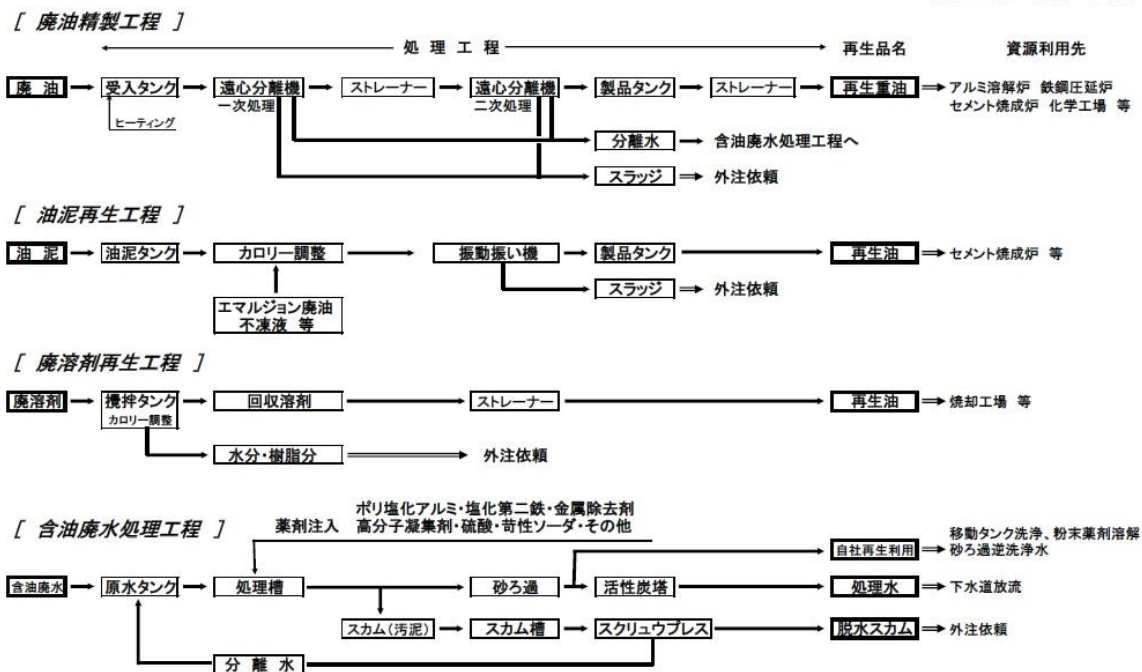 [ 廃油精製工程 ]
処 理 工 程 再生品名 資源利用先
廃 油 受入タンク 遠心分離機 ストレーナー 遠心分離機 製品タンク ストレーナー 再生重油 アルミ溶解炉 鉄鋼圧延炉
一次処理 二次処理 セメント焼成炉 化学工場 等
ヒーティング
分離水 含油廃水処理工程へ
スラッジ 外注依頼
[ 油泥再生工程 ]
油 泥 油泥タンク カロリー調整 振動振い機 製品タンク 再生油 セメント焼成炉 等
スラッジ 外注依頼
エマルジョン廃油
不凍液 等
[ 廃溶剤再生工程 ]
廃溶剤 攪拌タンク 回収溶剤 ストレーナー 再生油 焼却工場 等
カロリー調整
水分・樹脂分 外注依頼
[ 含油廃水処理工程 ]
薬剤注入
ポリ塩化アルミ・塩化第二鉄・金属除去剤
高分子凝集剤・硫酸・苛性ソーダ・その他
移動タンク洗浄、粉末薬剤溶解
自社再生利用 砂ろ過逆洗浄水
含油廃水 原水タンク 処理槽 砂ろ過 活性炭塔 処理水 下水道放流
スカム(汚泥) スカム槽 スクリュウプレス 脱水スカム 外注依頼
分 離 水